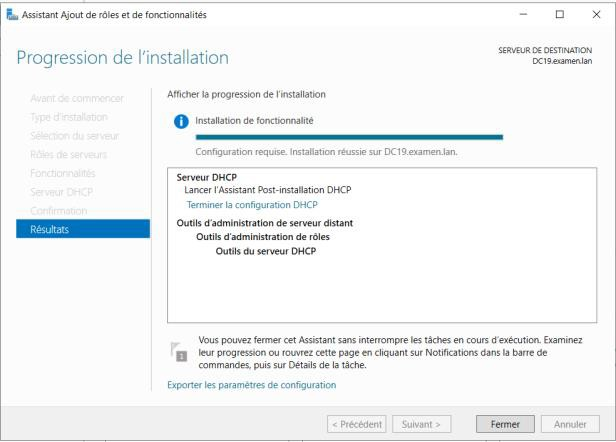 Assistant Ajout de rôles et de fonctionnalités
Progression de l'installation
SERVEUR DE DESTINATION
DC19.examen.lan
Avant de commencer
Type d'installation
Sélection du serveur
Rôles de serveurs
Fonctionnalités
Serveur DHCP
Confirmation
Résultats
Afficher la progression de l'installation
Installation de fonctionnalité
Configuration requise. Installation réussie sur DC19.examen.lan.
Serveur DHCP
Lancer l'Assistant Post-installation DHCP
Terminer la configuration DHCP
Outils d'administration de serveur distant
Outils d'administration de rôles
Outils du serveur DHCP
1
Vous pouvez fermer cet Assistant sans interrompre les tâches en cours d'exécution. Examinez
leur progression ou rouvrez cette page en cliquant sur Notifications dans la barre de
commandes, puis sur Détails de la tâche.
Exporter les paramètres de configuration
< Précédent
Suivant >
Fermer
Annuler